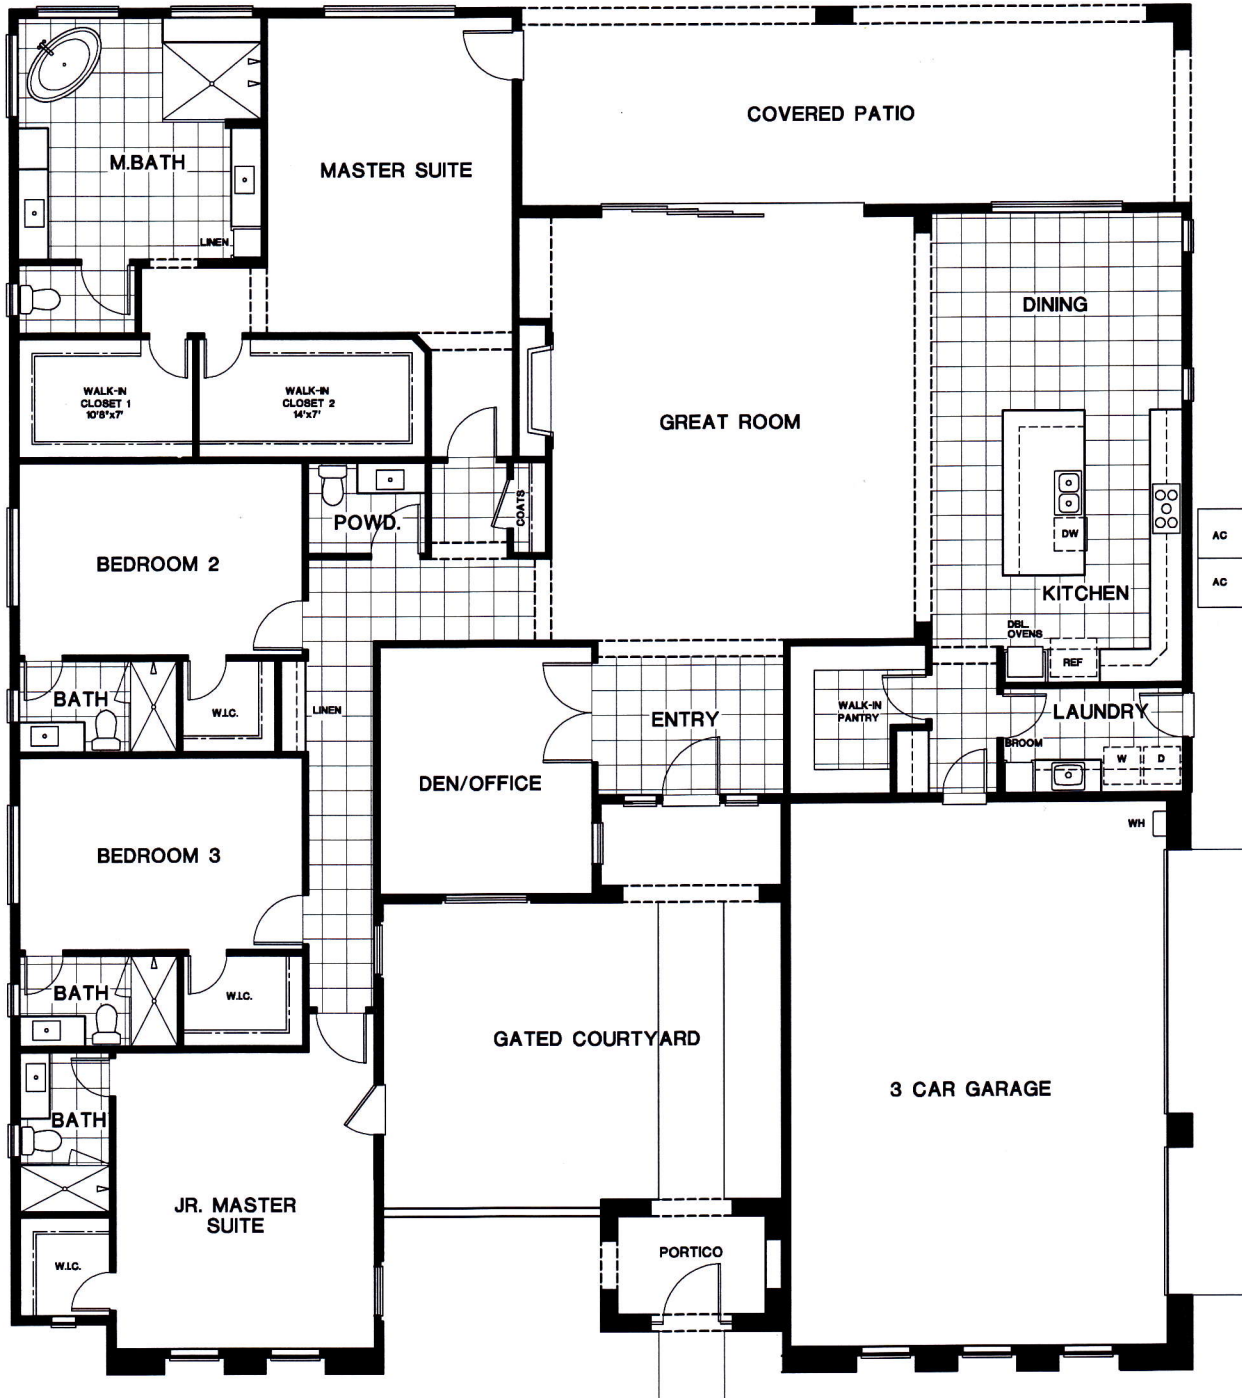 COVERED PATIO
M.BATH
MASTER SUITE
LINEN
DINING
WALK-IN
CLOSET 1
10'8"x7'
WALK-IN
CLOSET 2
14'x7'
GREAT ROOM
COATS
POWD.
DW
AC
AC
BEDROOM 2
KITCHEN
DBL.
OVENS
REF
BATH
W.I.C.
LINEN
ENTRY
WALK-IN
PANTRY
LAUNDRY
BROOM
W
D
DEN/OFFICE
WH
BEDROOM 3
BATH
W.I.C.
GATED COURTYARD
3 CAR GARAGE
BATH
JR. MASTER
SUITE
PORTICO
W.I.C.